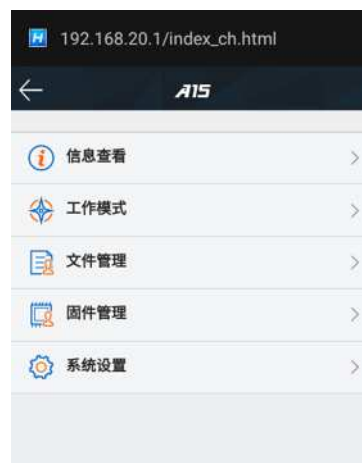 192.168.20.1/index_ch.html
A15
信息查看
工作模式
文件管理
固件管理
系统设置